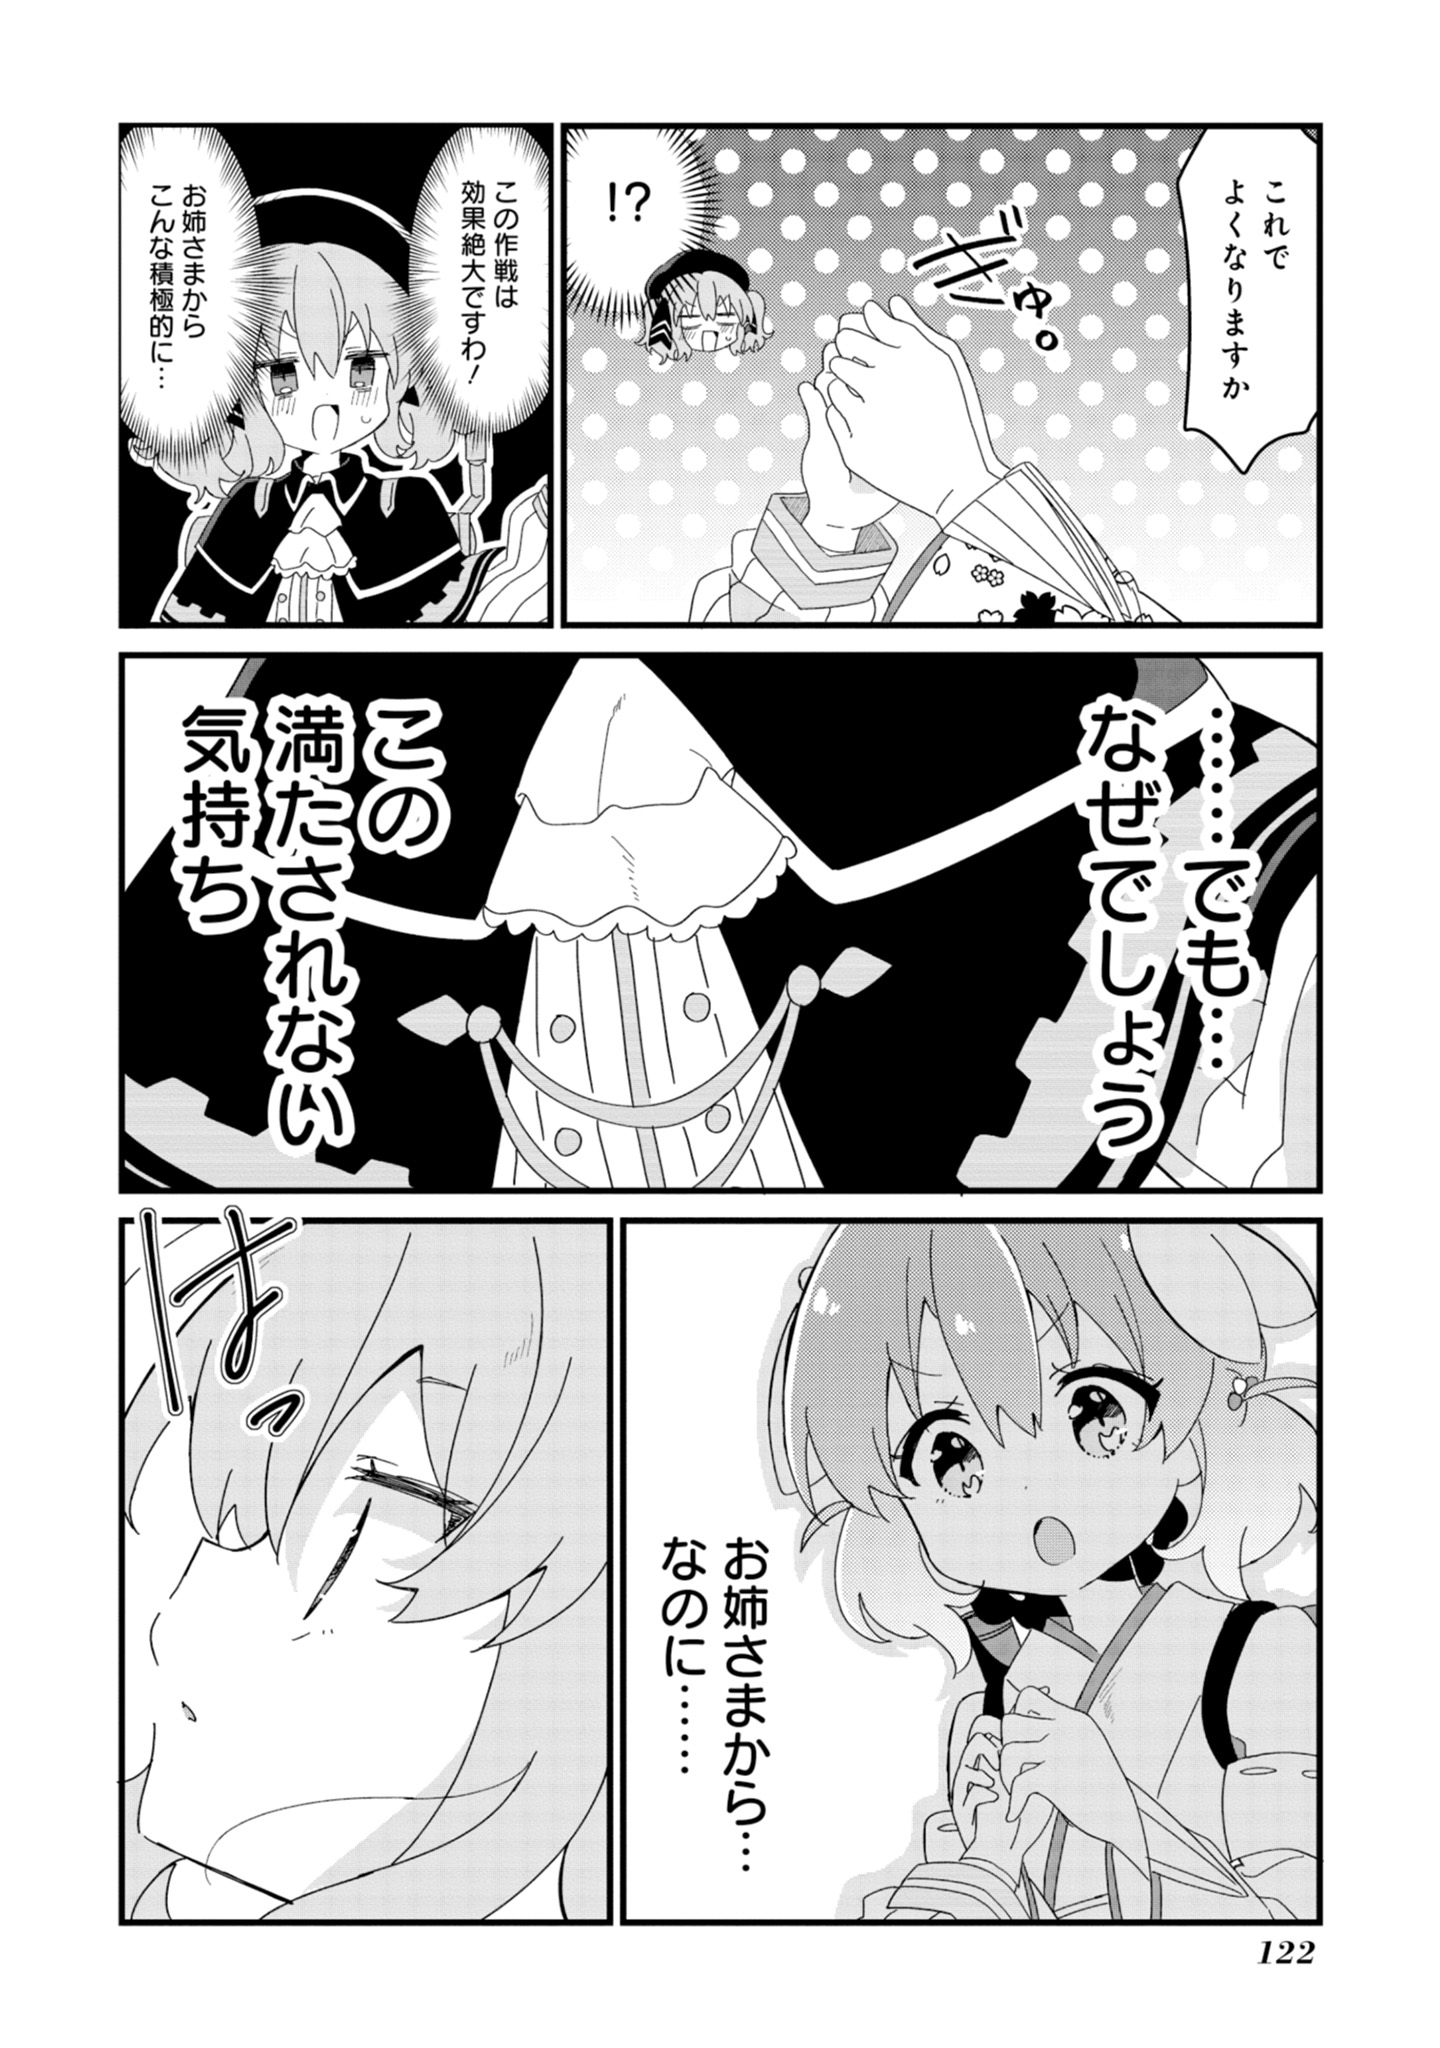 これで
よくなりますか
ぎゅ。
!?
この作戦は
効果絶大ですわ!
お姉さまから
こんな積極的に…
………でも……
なぜでしょう
この
満たされない
気持ち
お姉さまから…
なのに……
はっ
122